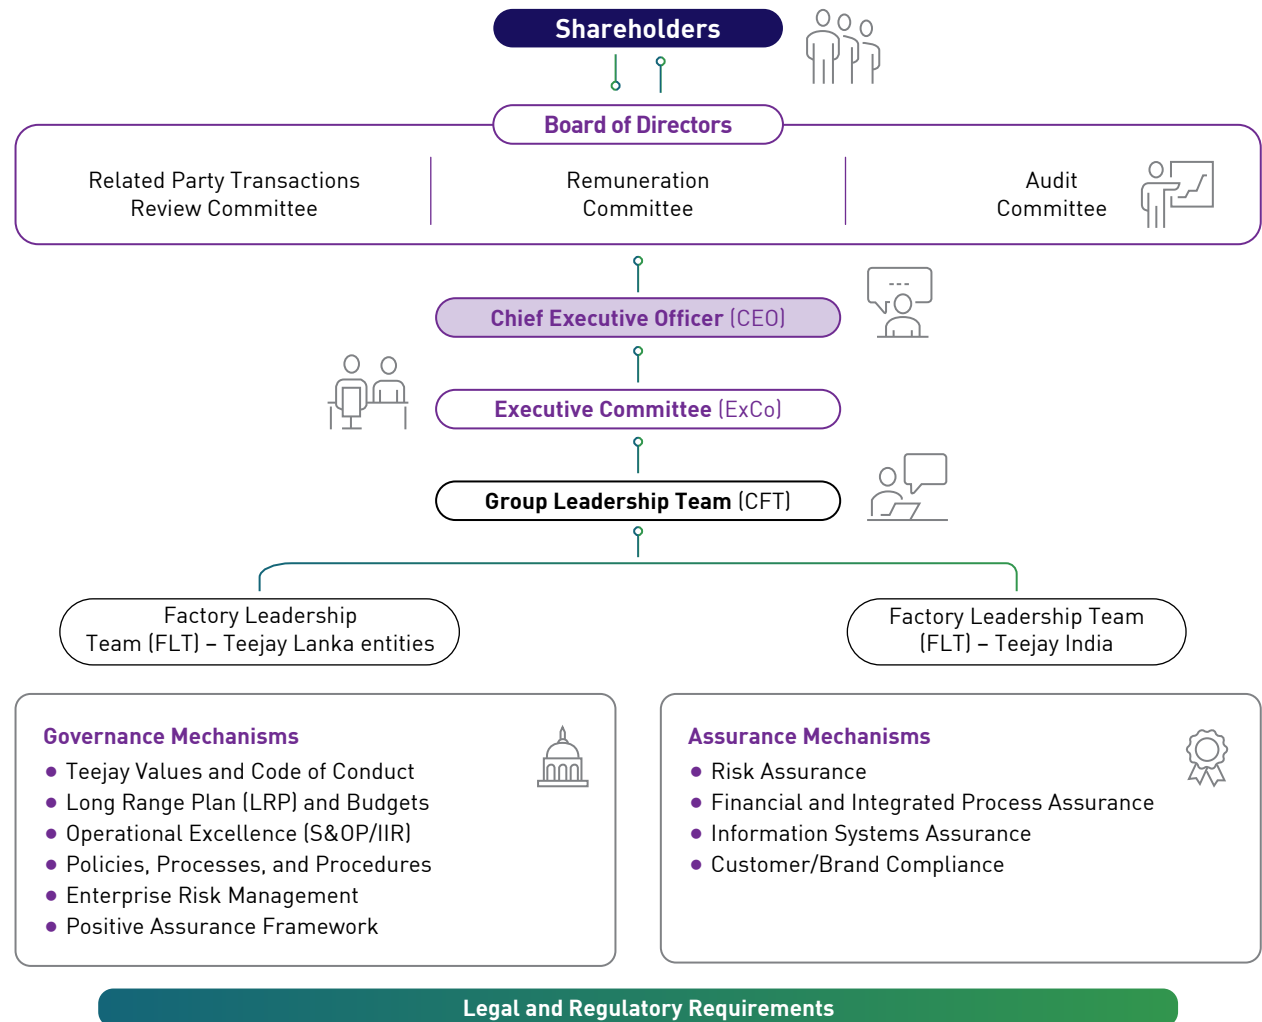 Shareholders
Board of Directors
Related Party Transactions
Review Committee
Remuneration
Committee
Audit
Committee
Chief Executive Officer (CEO)
Executive Committee (ExCo)
Group Leadership Team (CFT)
Factory Leadership
Team (FLT) – Teejay Lanka entities
Factory Leadership Team
(FLT) – Teejay India
Governance Mechanisms
• Teejay Values and Code of Conduct
• Long Range Plan (LRP) and Budgets
• Operational Excellence (S&OP/IIR)
• Policies, Processes, and Procedures
• Enterprise Risk Management
• Positive Assurance Framework
Assurance Mechanisms
• Risk Assurance
• Financial and Integrated Process Assurance
• Information Systems Assurance
• Customer/Brand Compliance
Legal and Regulatory Requirements